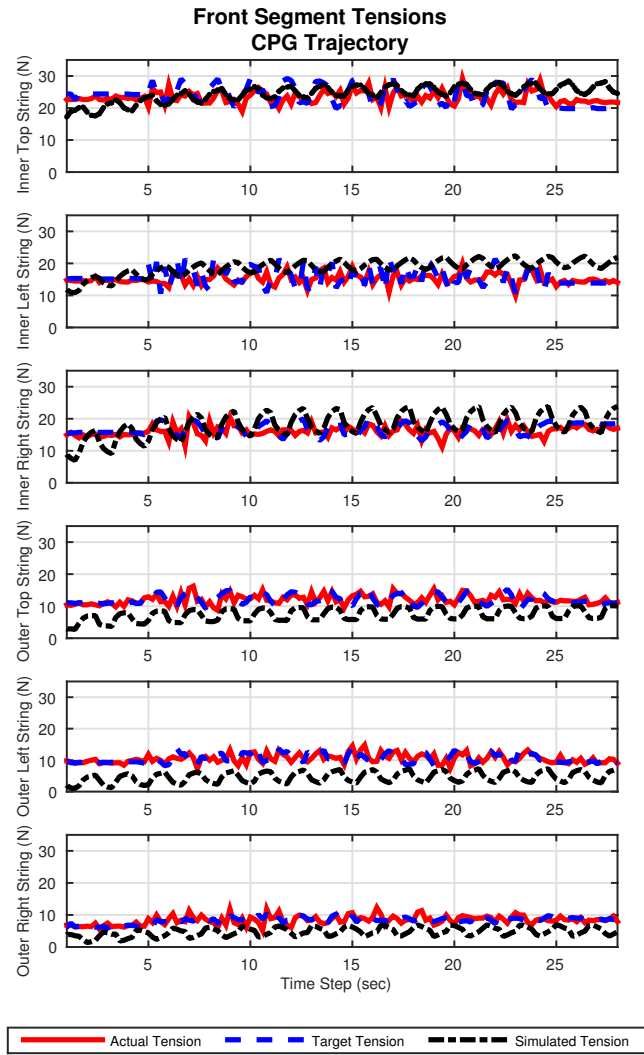 Front Segment Tensions
CPG Trajectory
Inner Top String (N)
30
20
10
0
5 10 15 20 25
Inner Left String (N)
30
20
10
0
5 10 15 20 25
Inner Right String (N)
30
20
10
0
5 10 15 20 25
Outer Top String (N)
30
20
10
0
5 10 15 20 25
Outer Left String (N)
30
20
10
0
5 10 15 20 25
Outer Right String (N)
30
20
10
0
5 10 15 20 25
Time Step (sec)
Actual Tension Target Tension Simulated Tension